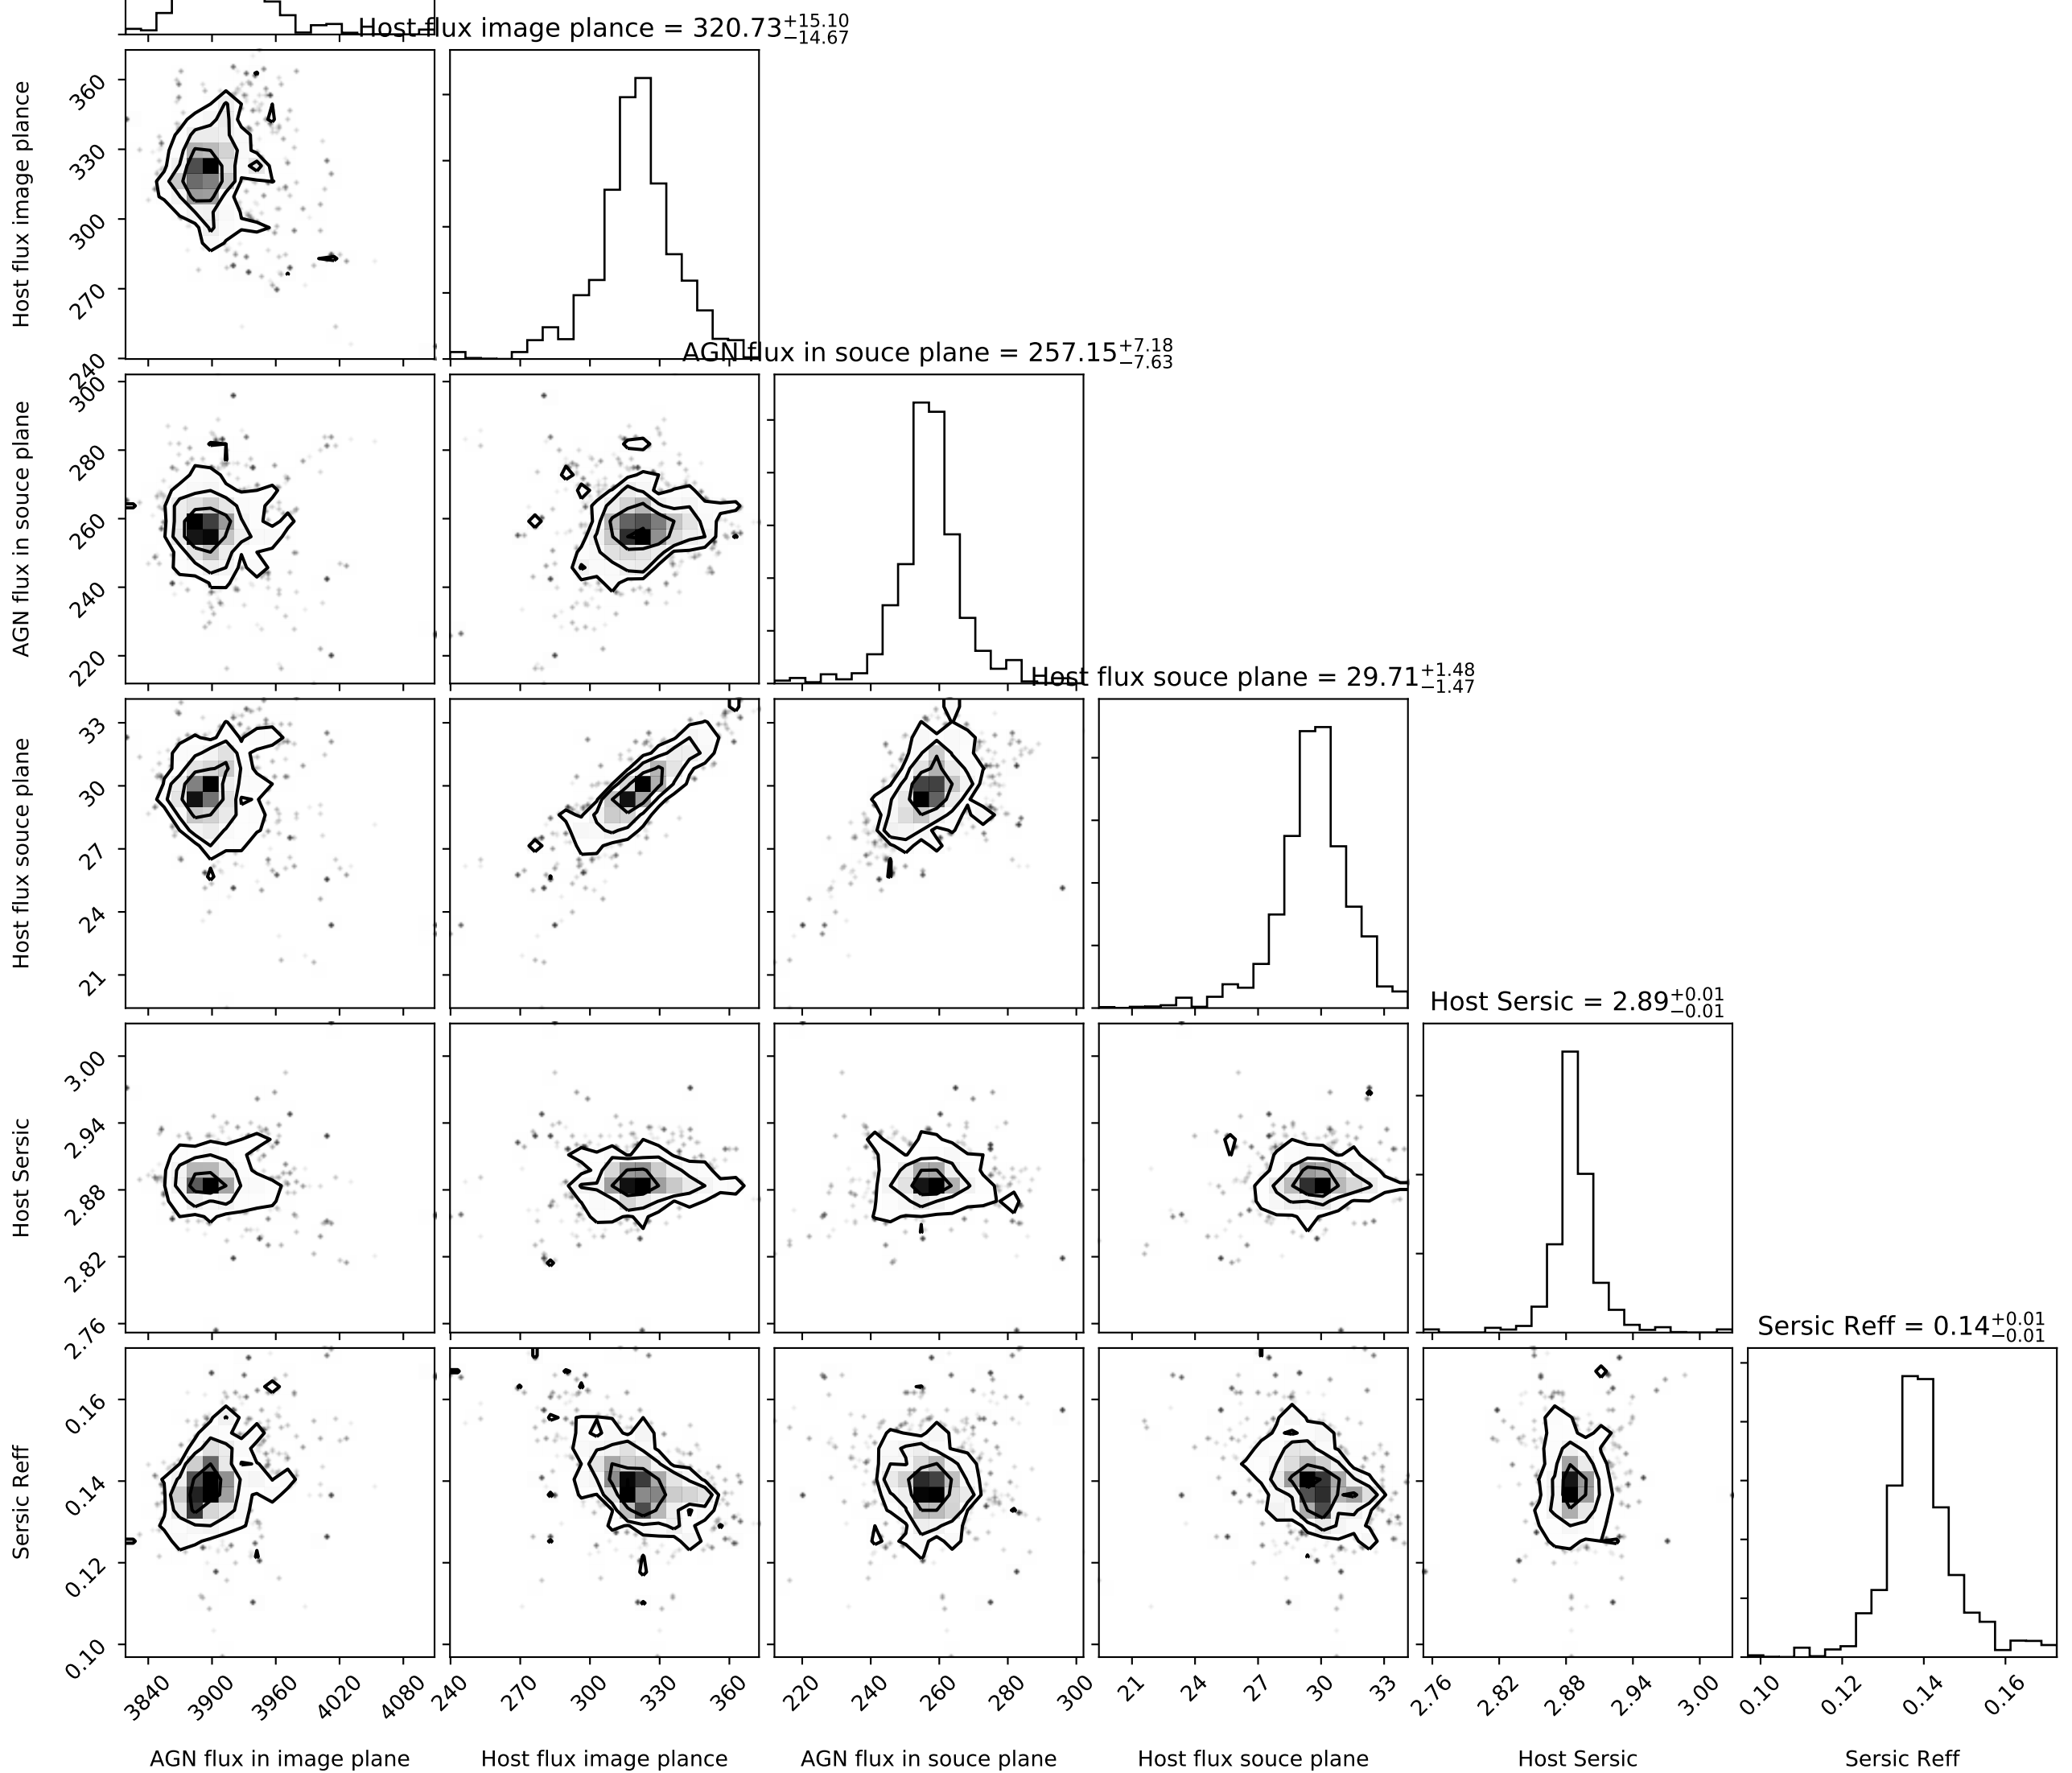 Host flux image plance = 320.73+15.10 −14.67
360
330
300
270
240
Host flux image plance
AGN flux in souce plane = 257.15+7.18 −7.63
300
280
260
240
220
AGN flux in souce plane
Host flux souce plane = 29.71+1.48 −1.47
33
30
27
24
21
Host flux souce plane
Host Sersic = 2.89+0.01 −0.01
3.00
2.94
2.88
2.82
2.76
Host Sersic
Sersic Reff = 0.14+0.01 −0.01
0.16
0.14
0.12
0.10
Sersic Reff
3840 3900 3960 4020 4080 240 270 300 330 360 220 240 260 280 300 21 24 27 30 33 2.76 2.82 2.88 2.94 3.00 0.10 0.12 0.14 0.16
AGN flux in image plane Host flux image plance AGN flux in souce plane Host flux souce plane Host Sersic Sersic Reff